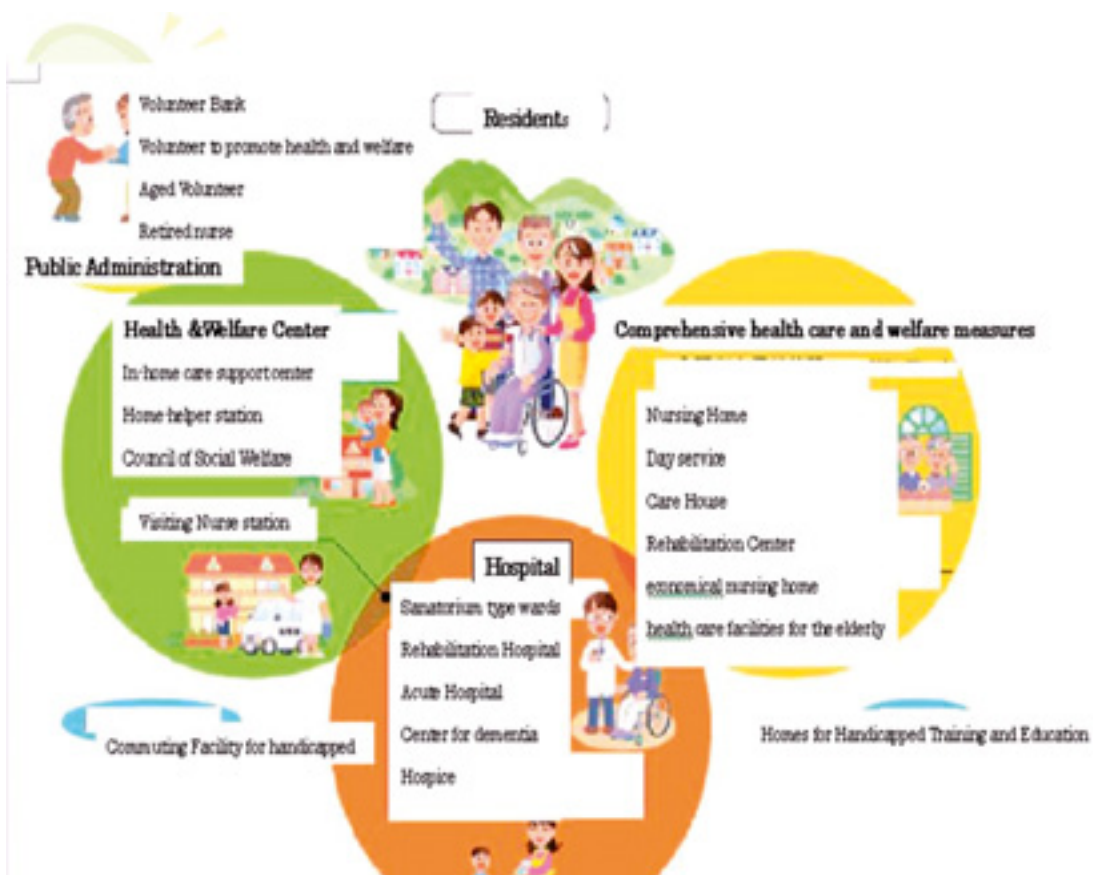 Volunteer Bank
Volunteer to promote health and welfare
Aged Volunteer
Retired nurse
Residents
Public Administration
Health &Welfare Center
In-home care support center
Home-helper station
Council of Social Welfare
Visiting Nurse station
Comprehensive health care and welfare measures
Nursing Home
Day service
Care House
Rehabilitation Center
economical nursing home
health care facilities for the elderly
Hospital
Sanatorium type wards
Rehabilitation Hospital
Acute Hospital
Center for dementia
Hospice
Commuting Facility for handicapped
Homes for Handicapped Training and Education